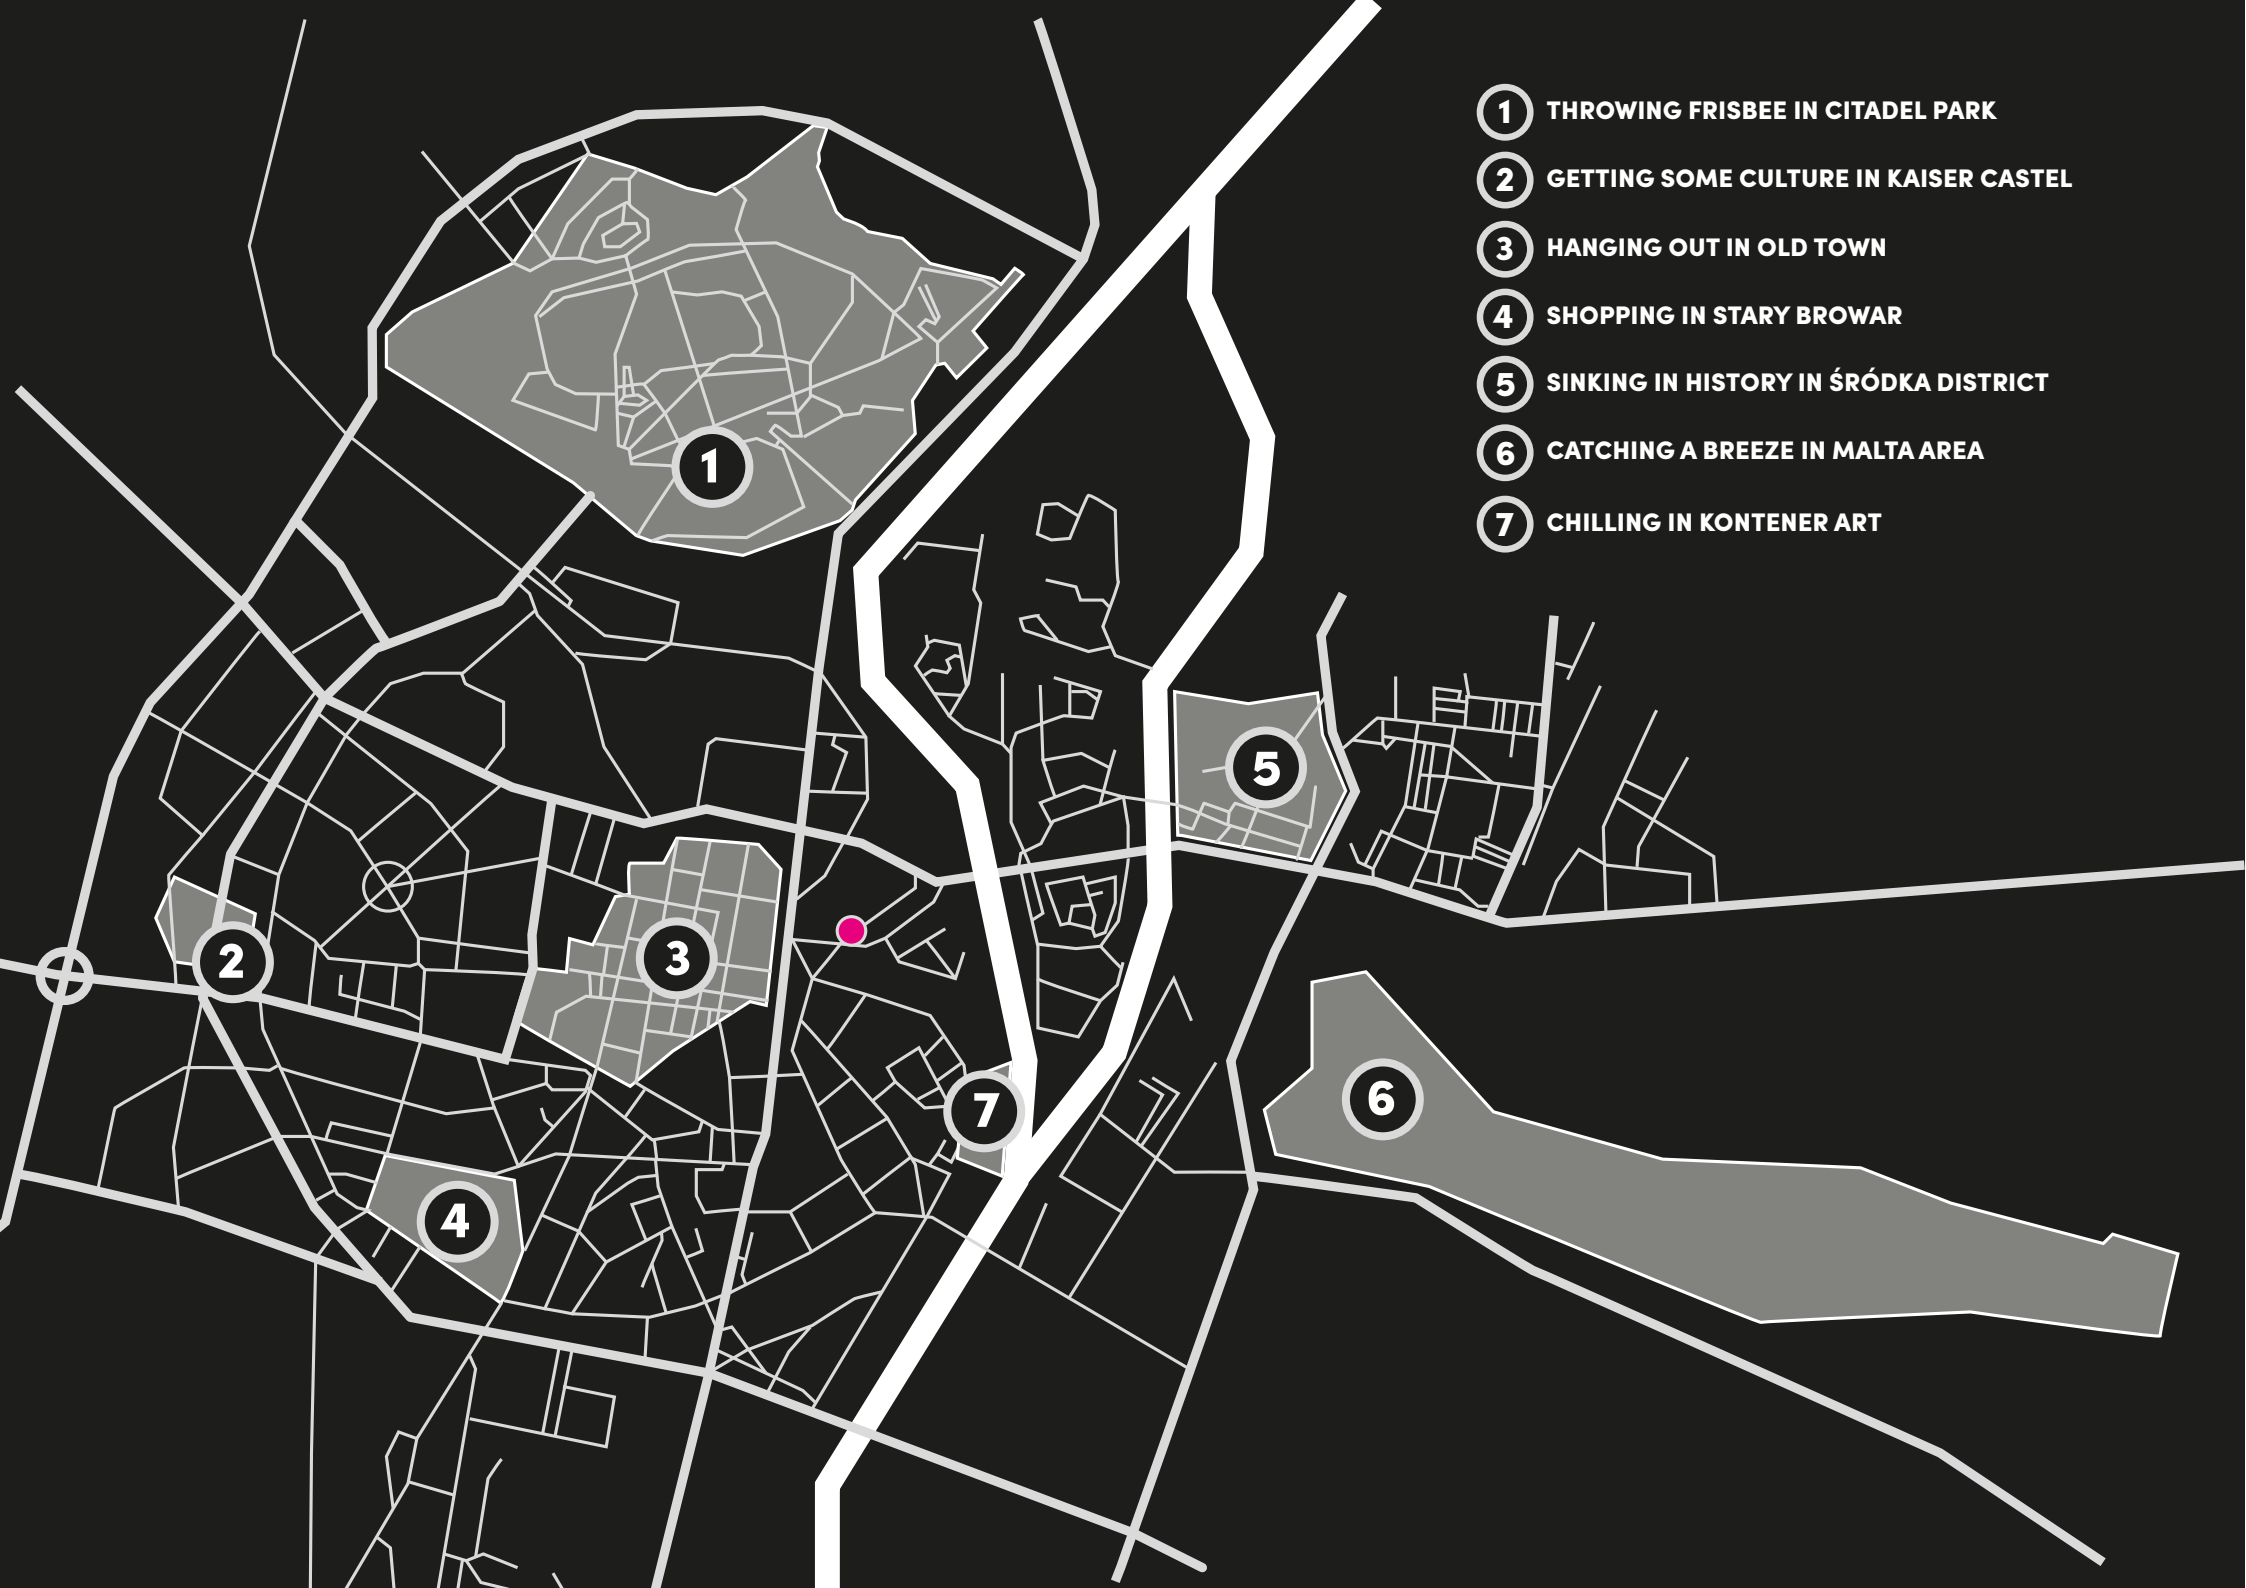 1 THROWING FRISBEE IN CITADEL PARK
2 GETTING SOME CULTURE IN KAISER CASTEL
3 HANGING OUT IN OLD TOWN
4 SHOPPING IN STARY BROWAR
5 SINKING IN HISTORY IN ŚRÓDKA DISTRICT
6 CATCHING A BREEZE IN MALTA AREA
7 CHILLING IN KONTENER ART
1
5
2
3
6
7
4